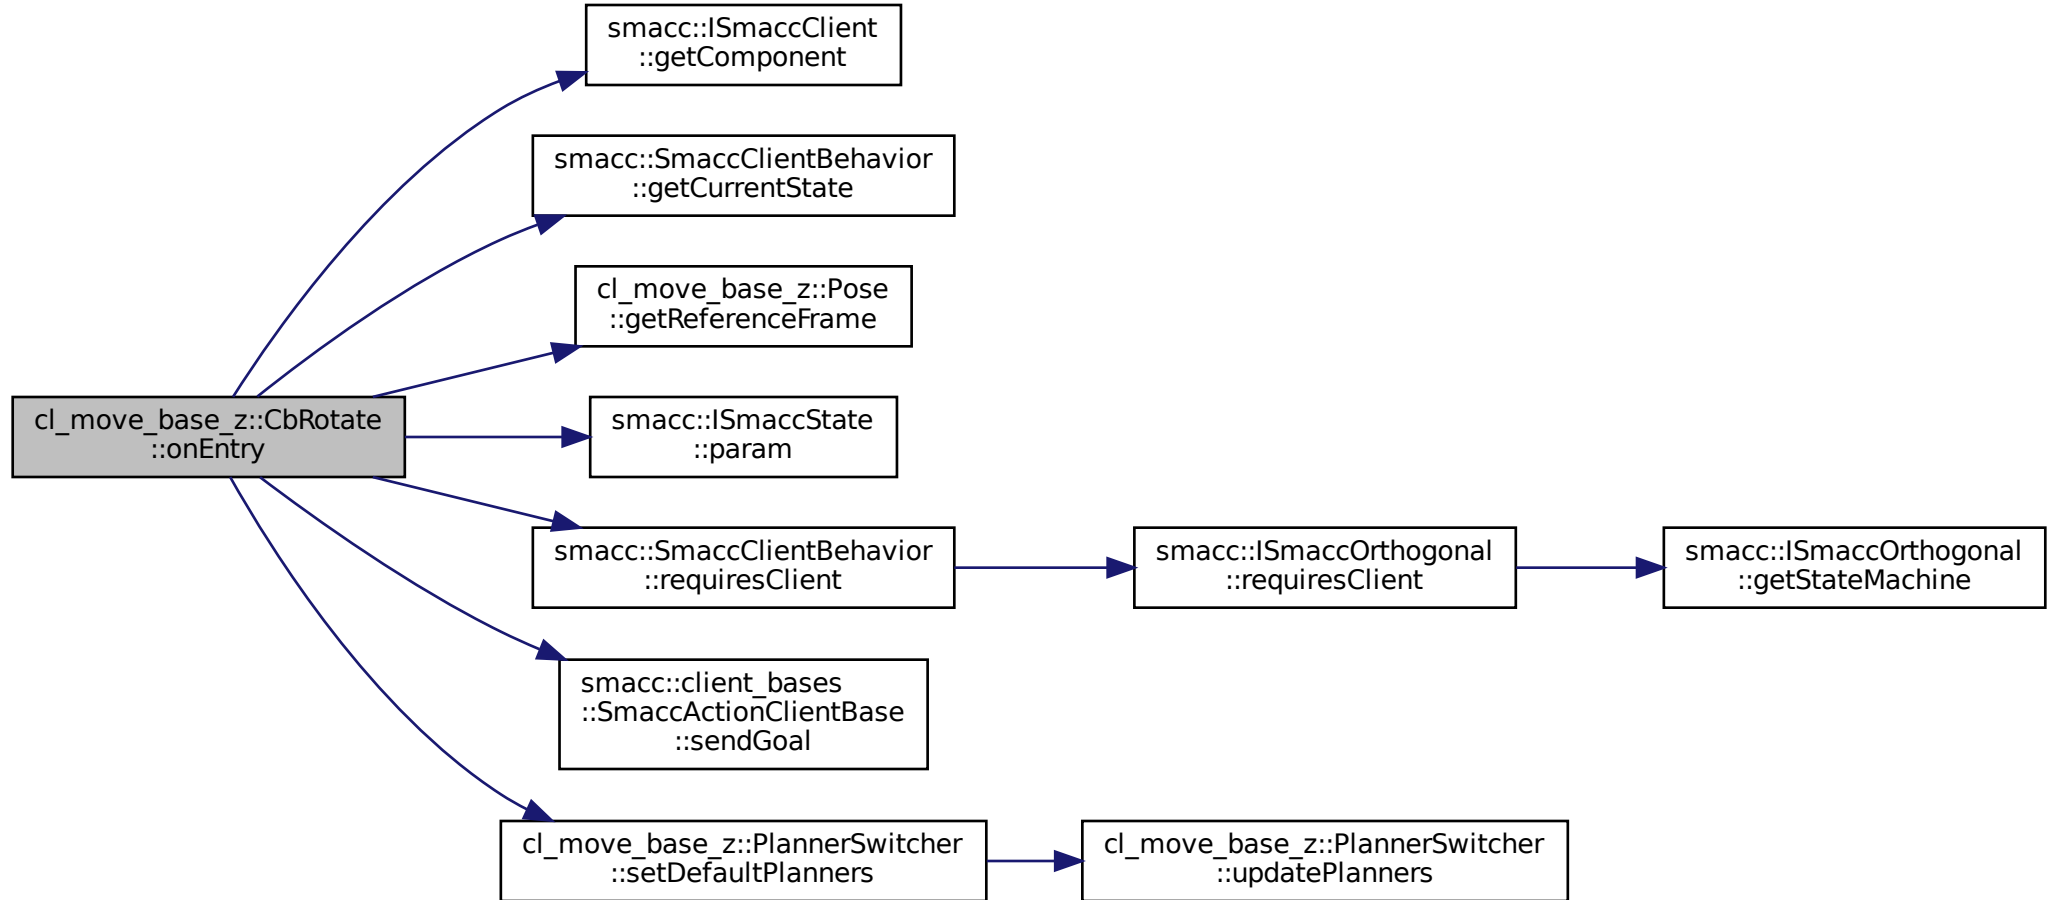 smacc::ISmaccClient
::getComponent
smacc::SmaccClientBehavior
::getCurrentState
cl_move_base_z::Pose
::getReferenceFrame
cl_move_base_z::CbRotate
::onEntry
smacc::ISmaccState
::param
smacc::SmaccClientBehavior
::requiresClient
smacc::ISmaccOrthogonal
::requiresClient
smacc::ISmaccOrthogonal
::getStateMachine
smacc::client_bases
::SmaccActionClientBase
::sendGoal
cl_move_base_z::PlannerSwitcher
::setDefaultPlanners
cl_move_base_z::PlannerSwitcher
::updatePlanners